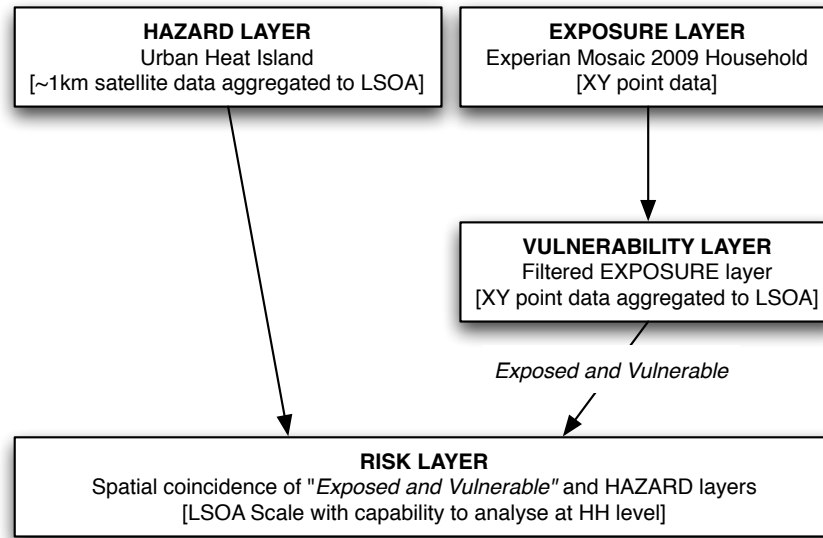 HAZARD LAYER
Urban Heat Island
[~1km satellite data aggregated to LSOA]
EXPOSURE LAYER
Experian Mosaic 2009 Household
[XY point data]
VULNERABILITY LAYER
Filtered EXPOSURE layer
[XY point data aggregated to LSOA]
Exposed and Vulnerable
RISK LAYER
Spatial coincidence of "Exposed and Vulnerable" and HAZARD layers
[LSOA Scale with capability to analyse at HH level]